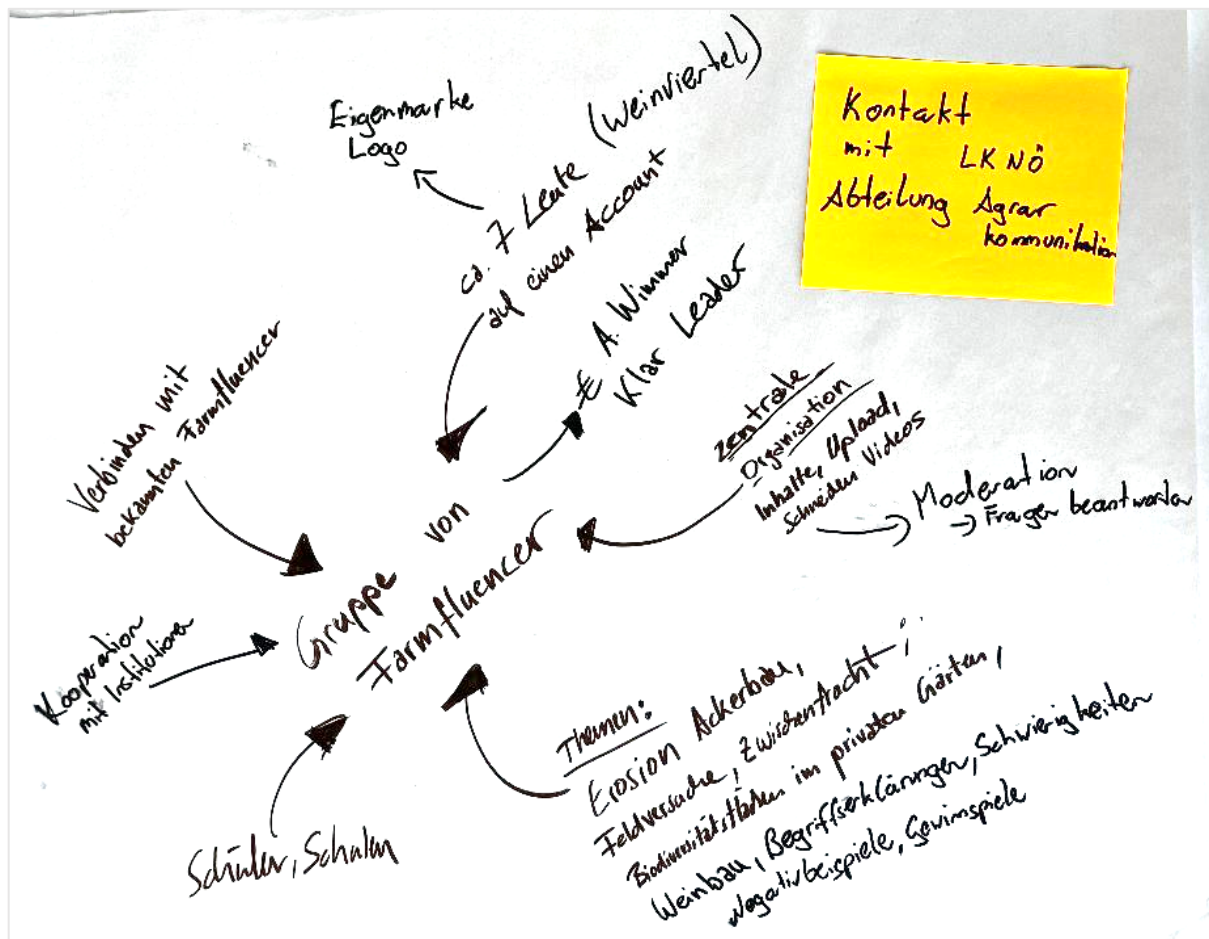 Eigenmarke
Logo
ca. 7 Leute (Weinviertel)
auf einen Account
€ A. Wimmer
Klar Leader
Kontakt
mit LK NÖ
Abteilung Agrar
kommunikation
Verbinden mit
bekannten Farmfluencer
Zentrale
Organisation
Inhalte, Upload,
Schneiden Videos
Moderation
→ Fragen beantworten
Gruppe von
Farmfluencer
Kooperation
mit Institutionen
Schüler, Schulen
Themen:
Erosion Ackerbau,
Feldversuche, Zwischenfrucht,
Biodiversitätsflächen im privaten Gärten,
Weinbau, Begriffserklärungen, Schwierigkeiten
Negativbeispiele, Gewinnspiele